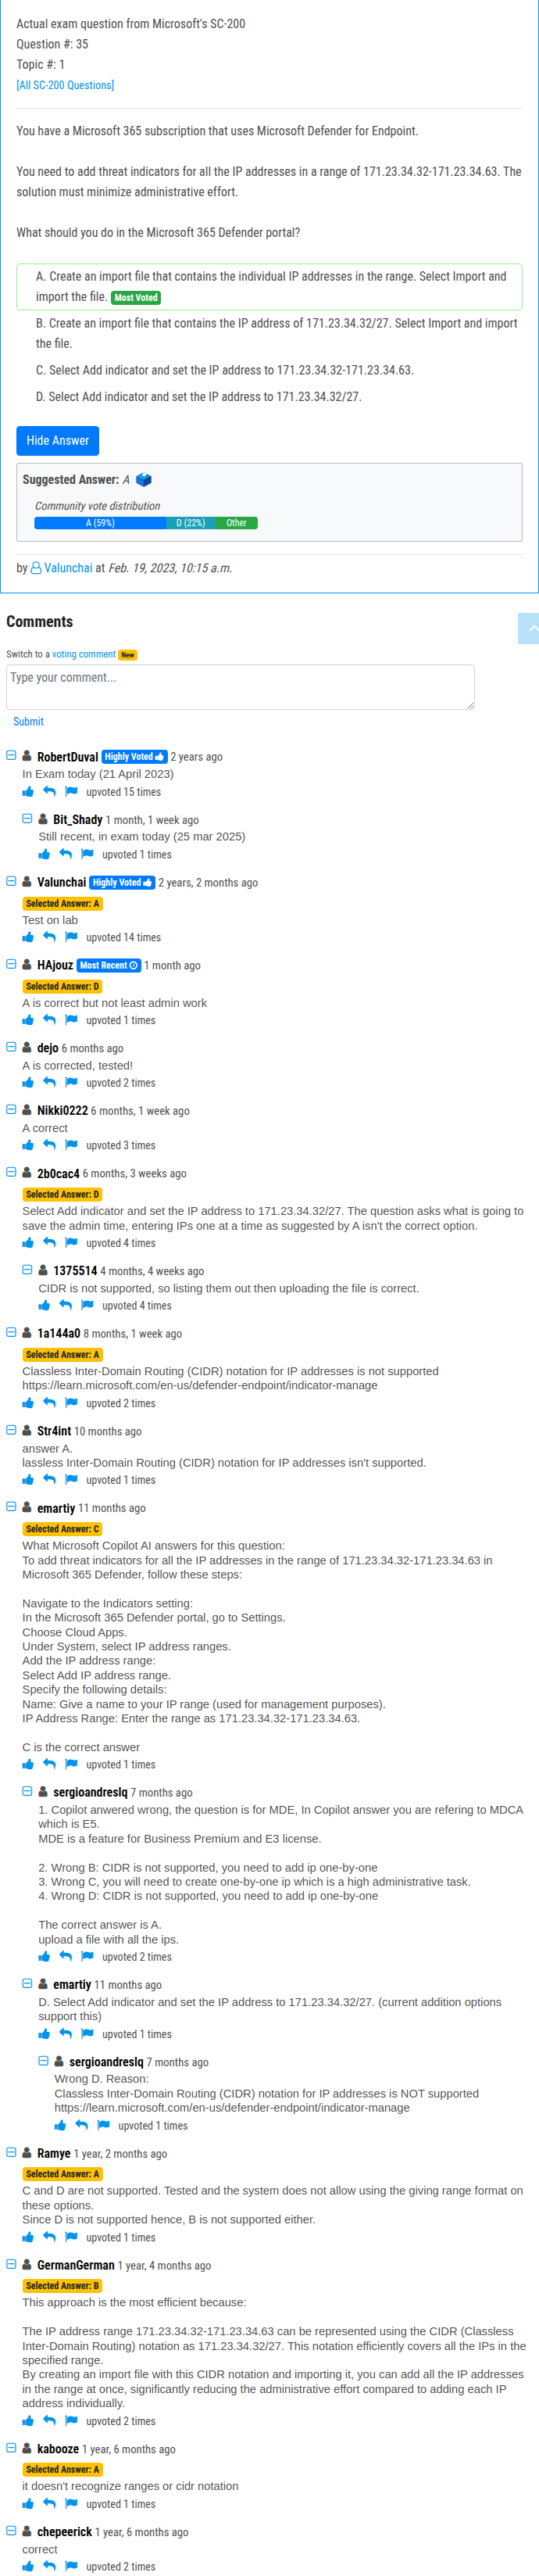 Actual exam question from Microsoft's SC-200
Question #: 35
Topic #: 1
[All SC-200 Questions]
You have a Microsoft 365 subscription that uses Microsoft Defender for Endpoint.
You need to add threat indicators for all the IP addresses in a range of 171.23.34.32-171.23.34.63. The
solution must minimize administrative effort.
What should you do in the Microsoft 365 Defender portal?
A. Create an import file that contains the individual IP addresses in the range. Select Import and
import the file. Most Voted
B. Create an import file that contains the IP address of 171.23.34.32/27. Select Import and import
the file.
C. Select Add indicator and set the IP address to 171.23.34.32-171.23.34.63.
D. Select Add indicator and set the IP address to 171.23.34.32/27.
Hide Answer
Suggested Answer: A
Community vote distribution
A (59%) D (22%) Other
by Valunchai at Feb. 19, 2023, 10:15 a.m.
Comments
Switch to a voting comment New
Type your comment...
Submit
RobertDuval Highly Voted 2 years ago
In Exam today (21 April 2023)
upvoted 15 times
Bit_Shady 1 month, 1 week ago
Still recent, in exam today (25 mar 2025)
upvoted 1 times
Valunchai Highly Voted 2 years, 2 months ago
Selected Answer: A
Test on lab
upvoted 14 times
HAjouz Most Recent 1 month ago
Selected Answer: D
A is correct but not least admin work
upvoted 1 times
dejo 6 months ago
A is corrected, tested!
upvoted 2 times
Nikki0222 6 months, 1 week ago
A correct
upvoted 3 times
2b0cac4 6 months, 3 weeks ago
Selected Answer: D
Select Add indicator and set the IP address to 171.23.34.32/27. The question asks what is going to
save the admin time, entering IPs one at a time as suggested by A isn't the correct option.
upvoted 4 times
1375514 4 months, 4 weeks ago
CIDR is not supported, so listing them out then uploading the file is correct.
upvoted 4 times
1a144a0 8 months, 1 week ago
Selected Answer: A
Classless Inter-Domain Routing (CIDR) notation for IP addresses is not supported
https://learn.microsoft.com/en-us/defender-endpoint/indicator-manage
upvoted 2 times
Str4int 10 months ago
answer A.
lassless Inter-Domain Routing (CIDR) notation for IP addresses isn't supported.
upvoted 1 times
emartiy 11 months ago
Selected Answer: C
What Microsoft Copilot AI answers for this question:
To add threat indicators for all the IP addresses in the range of 171.23.34.32-171.23.34.63 in
Microsoft 365 Defender, follow these steps:
Navigate to the Indicators setting:
In the Microsoft 365 Defender portal, go to Settings.
Choose Cloud Apps.
Under System, select IP address ranges.
Add the IP address range:
Select Add IP address range.
Specify the following details:
Name: Give a name to your IP range (used for management purposes).
IP Address Range: Enter the range as 171.23.34.32-171.23.34.63.
C is the correct answer
upvoted 1 times
sergioandreslq 7 months ago
1. Copilot anwered wrong, the question is for MDE, In Copilot answer you are refering to MDCA
which is E5.
MDE is a feature for Business Premium and E3 license.
2. Wrong B: CIDR is not supported, you need to add ip one-by-one
3. Wrong C, you will need to create one-by-one ip which is a high administrative task.
4. Wrong D: CIDR is not supported, you need to add ip one-by-one
The correct answer is A.
upload a file with all the ips.
upvoted 2 times
emartiy 11 months ago
D. Select Add indicator and set the IP address to 171.23.34.32/27. (current addition options
support this)
upvoted 1 times
sergioandreslq 7 months ago
Wrong D. Reason:
Classless Inter-Domain Routing (CIDR) notation for IP addresses is NOT supported
https://learn.microsoft.com/en-us/defender-endpoint/indicator-manage
upvoted 1 times
Ramye 1 year, 2 months ago
Selected Answer: A
C and D are not supported. Tested and the system does not allow using the giving range format on
these options.
Since D is not supported hence, B is not supported either.
upvoted 1 times
GermanGerman 1 year, 4 months ago
Selected Answer: B
This approach is the most efficient because:
The IP address range 171.23.34.32-171.23.34.63 can be represented using the CIDR (Classless
Inter-Domain Routing) notation as 171.23.34.32/27. This notation efficiently covers all the IPs in the
specified range.
By creating an import file with this CIDR notation and importing it, you can add all the IP addresses
in the range at once, significantly reducing the administrative effort compared to adding each IP
address individually.
upvoted 2 times
kabooze 1 year, 6 months ago
Selected Answer: A
it doesn't recognize ranges or cidr notation
upvoted 1 times
chepeerick 1 year, 6 months ago
correct
upvoted 2 times